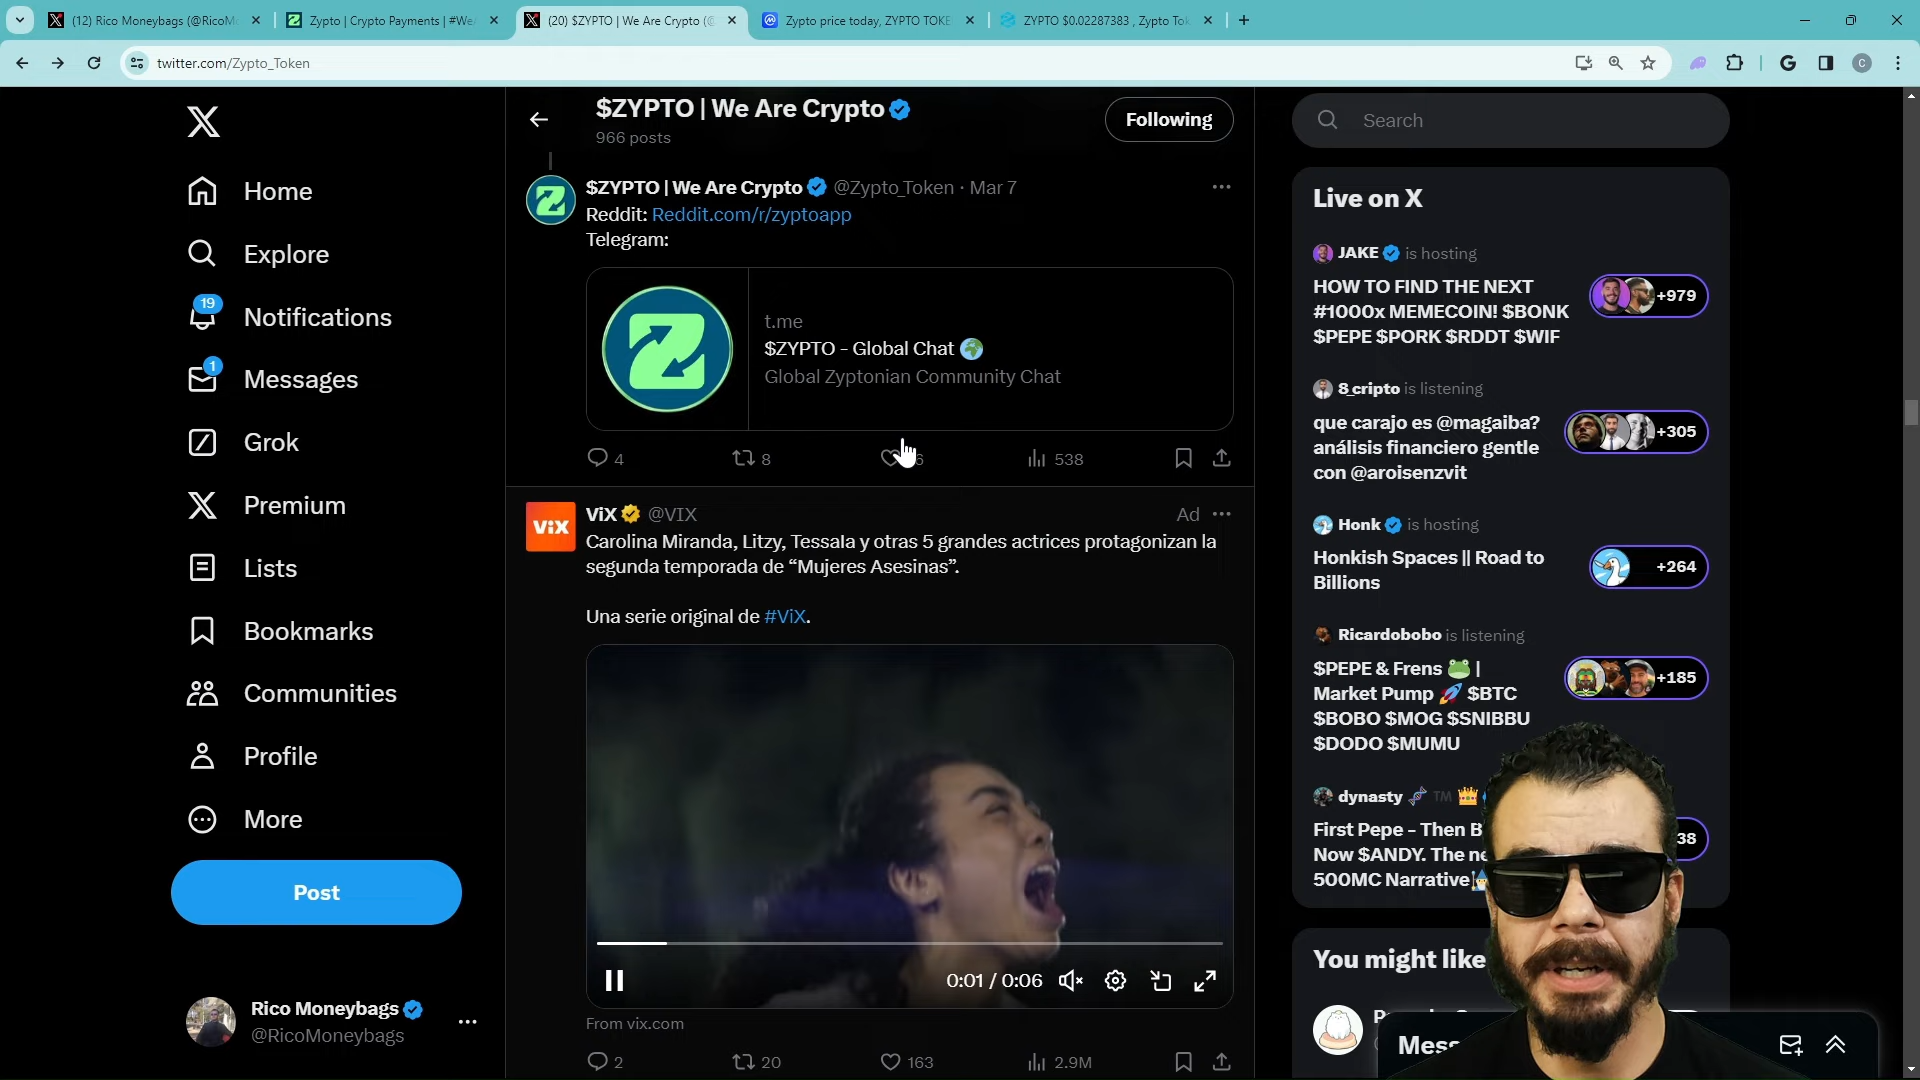 (12) Rico Moneybags (@RicoM
Zypto | Crypto Payments | #We
(20) $ZYPTO | We Are Crypto (@
Zypto price today, ZYPTO TOKE
ZYPTO $0.02287383 , Zypto Tok
twitter.com/Zypto_Token
C
Home
Explore
19
Notifications
1
Messages
Grok
Premium
Lists
Bookmarks
Communities
Profile
More
Post
Rico Moneybags
@RicoMoneybags
$ZYPTO | We Are Crypto
966 posts
Following
$ZYPTO | We Are Crypto @Zypto_Token · Mar 7
Reddit: Reddit.com/r/zyptoapp
Telegram:
t.me
$ZYPTO - Global Chat
Global Zyptonian Community Chat
4
8
538
ViX
ViX @VIX
Ad
Carolina Miranda, Litzy, Tessala y otras 5 grandes actrices protagonizan la
segunda temporada de “Mujeres Asesinas”.
Una serie original de #ViX.
0:01 / 0:06
From vix.com
2
20
163
2.9M
Search
Live on X
JAKE is hosting
HOW TO FIND THE NEXT
#1000x MEMECOIN! $BONK
$PEPE $PORK $RDDT $WIF
+979
8_cripto is listening
que carajo es @magaiba?
análisis financiero gentle
con @aroisenzvit
+305
Honk is hosting
Honkish Spaces || Road to
Billions
+264
Ricardobobo is listening
$PEPE & Frens |
Market Pump $BTC
$BOBO $MOG $SNIBBU
$DODO $MUMU
+185
dynasty TM
First Pepe - Then B
Now $ANDY. The ne
500MC Narrative
38
You might like
Mess